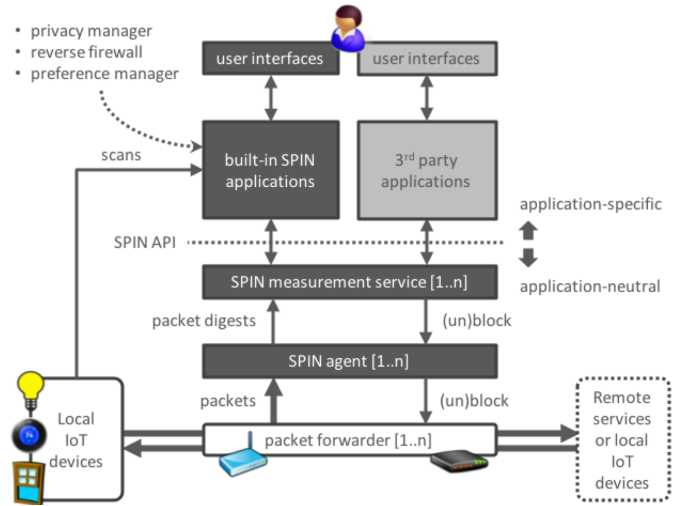 • privacy manager
• reverse firewall
• preference manager
user interfaces
user interfaces
scans
built-in SPIN
applications
3rd party
applications
application-specific
SPIN API
application-neutral
SPIN measurement service [1..n]
packet digests
(un)block
SPIN agent [1..n]
packets
(un)block
Local
IoT
devices
packet forwarder [1..n]
Remote
services
or local
IoT
devices